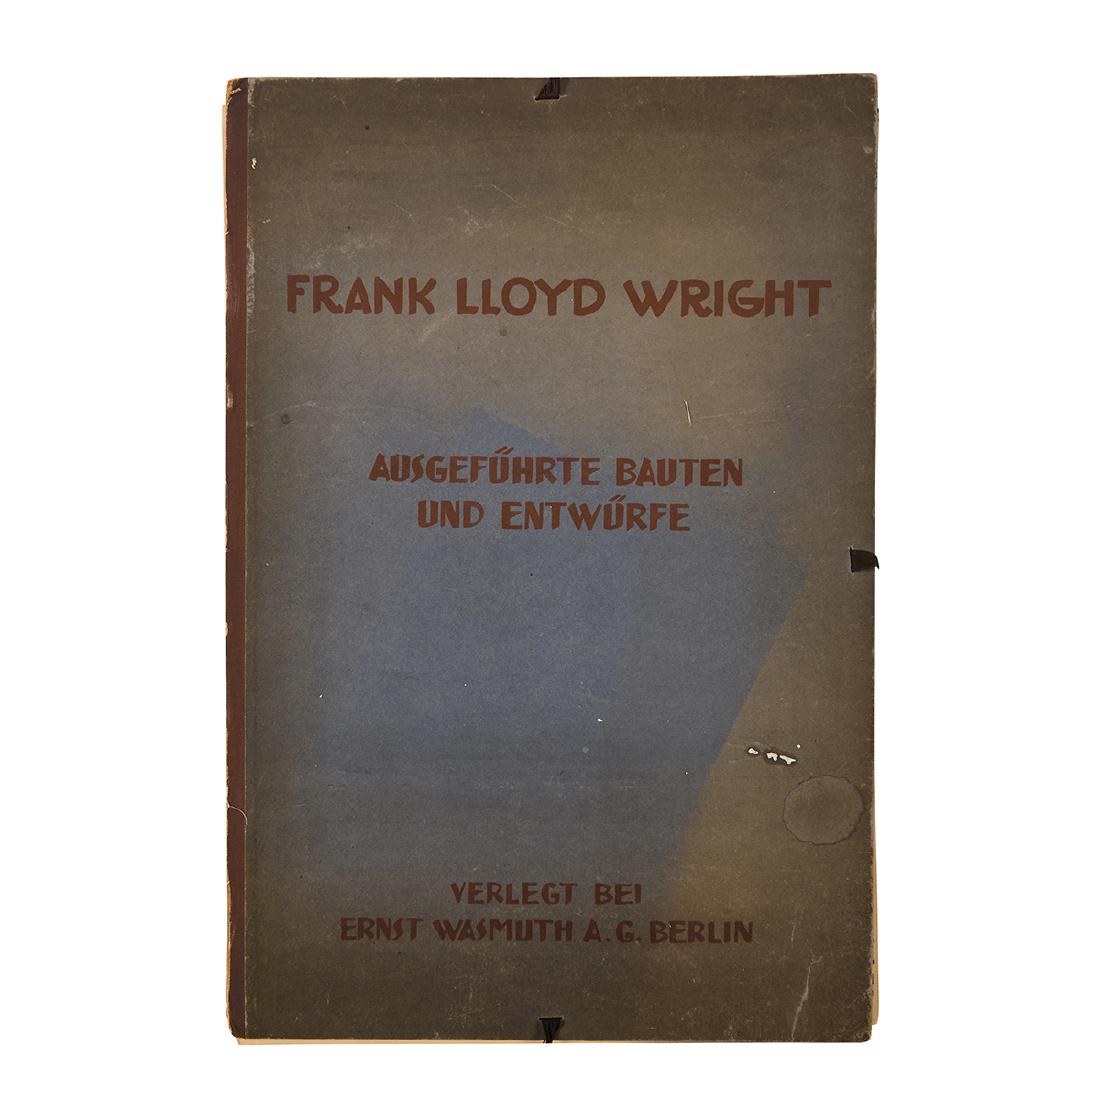 FRANK LLOYD WRIGHT
AUSGEFÜHRTE BAUTEN
UND ENTWÜRFE
VERLEGT BEI
ERNST WASMUTH A.G. BERLIN